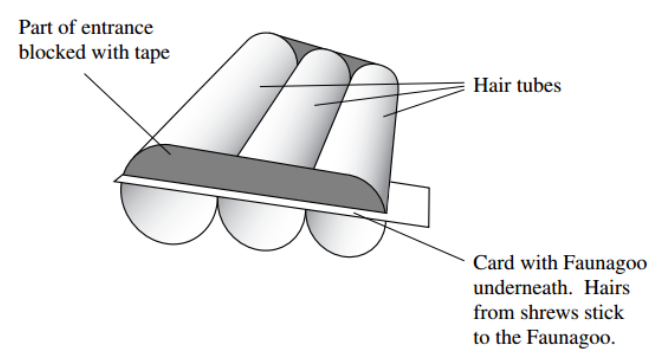 Part of entrance
blocked with tape
Hair tubes
Card with Faunagoo
underneath. Hairs
from shrews stick
to the Faunagoo.